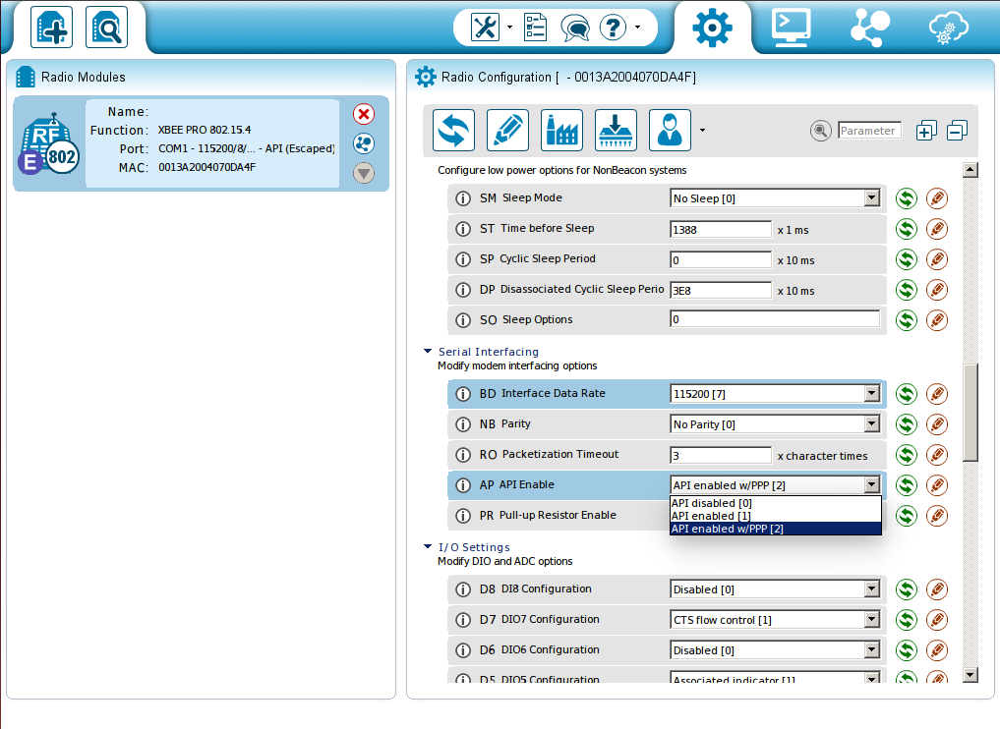 Radio Modules
Name:
Function: XBEE PRO 802.15.4
Port: COM1 - 115200/8/... - API (Escaped)
MAC: 0013A2004070DA4F
RF
E 802
Radio Configuration [ - 0013A2004070DA4F]
Parameter
Configure low power options for NonBeacon systems
SM Sleep Mode No Sleep [0]
ST Time before Sleep 1388 x 1 ms
SP Cyclic Sleep Period 0 x 10 ms
DP Disassociated Cyclic Sleep Perio 3E8 x 10 ms
SO Sleep Options 0
Serial Interfacing
Modify modem interfacing options
BD Interface Data Rate 115200 [7]
NB Parity No Parity [0]
RO Packetization Timeout 3 x character times
AP API Enable API enabled w/PPP [2]
API disabled [0]
API enabled [1]
PR Pull-up Resistor Enable
API enabled w/PPP [2]
I/O Settings
Modify DIO and ADC options
D8 DI8 Configuration Disabled [0]
D7 DIO7 Configuration CTS flow control [1]
D6 DIO6 Configuration Disabled [0]
D5 DIO5 Configuration Associated indicator [1]